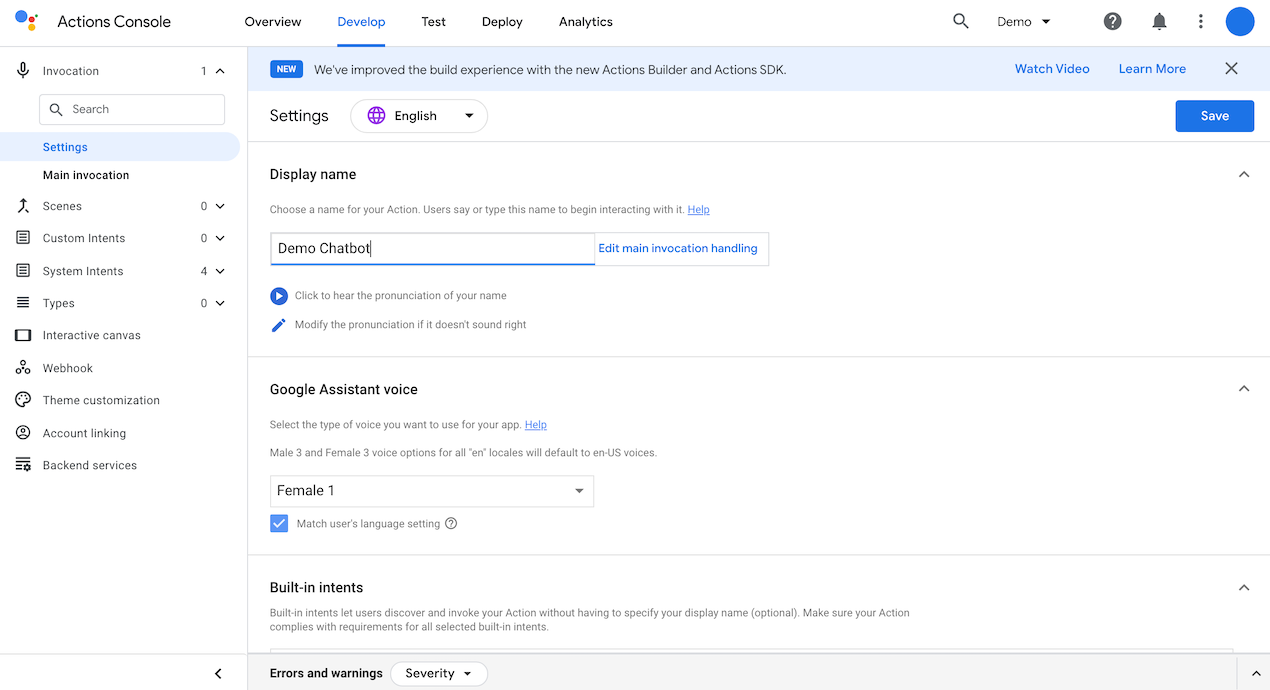 Actions Console
Overview
Develop
Test
Deploy
Analytics
Demo
Invocation 1
Search
Settings
Main invocation
Scenes 0
Custom Intents 0
System Intents 4
Types 0
Interactive canvas
Webhook
Theme customization
Account linking
Backend services
NEW We've improved the build experience with the new Actions Builder and Actions SDK. Watch Video Learn More
Settings English Save
Display name
Choose a name for your Action. Users say or type this name to begin interacting with it. Help
Demo Chatbot Edit main invocation handling
Click to hear the pronunciation of your name
Modify the pronunciation if it doesn't sound right
Google Assistant voice
Select the type of voice you want to use for your app. Help
Male 3 and Female 3 voice options for all "en" locales will default to en-US voices.
Female 1
Match user's language setting
Built-in intents
Built-in intents let users discover and invoke your Action without having to specify your display name (optional). Make sure your Action
complies with requirements for all selected built-in intents.
Errors and warnings Severity